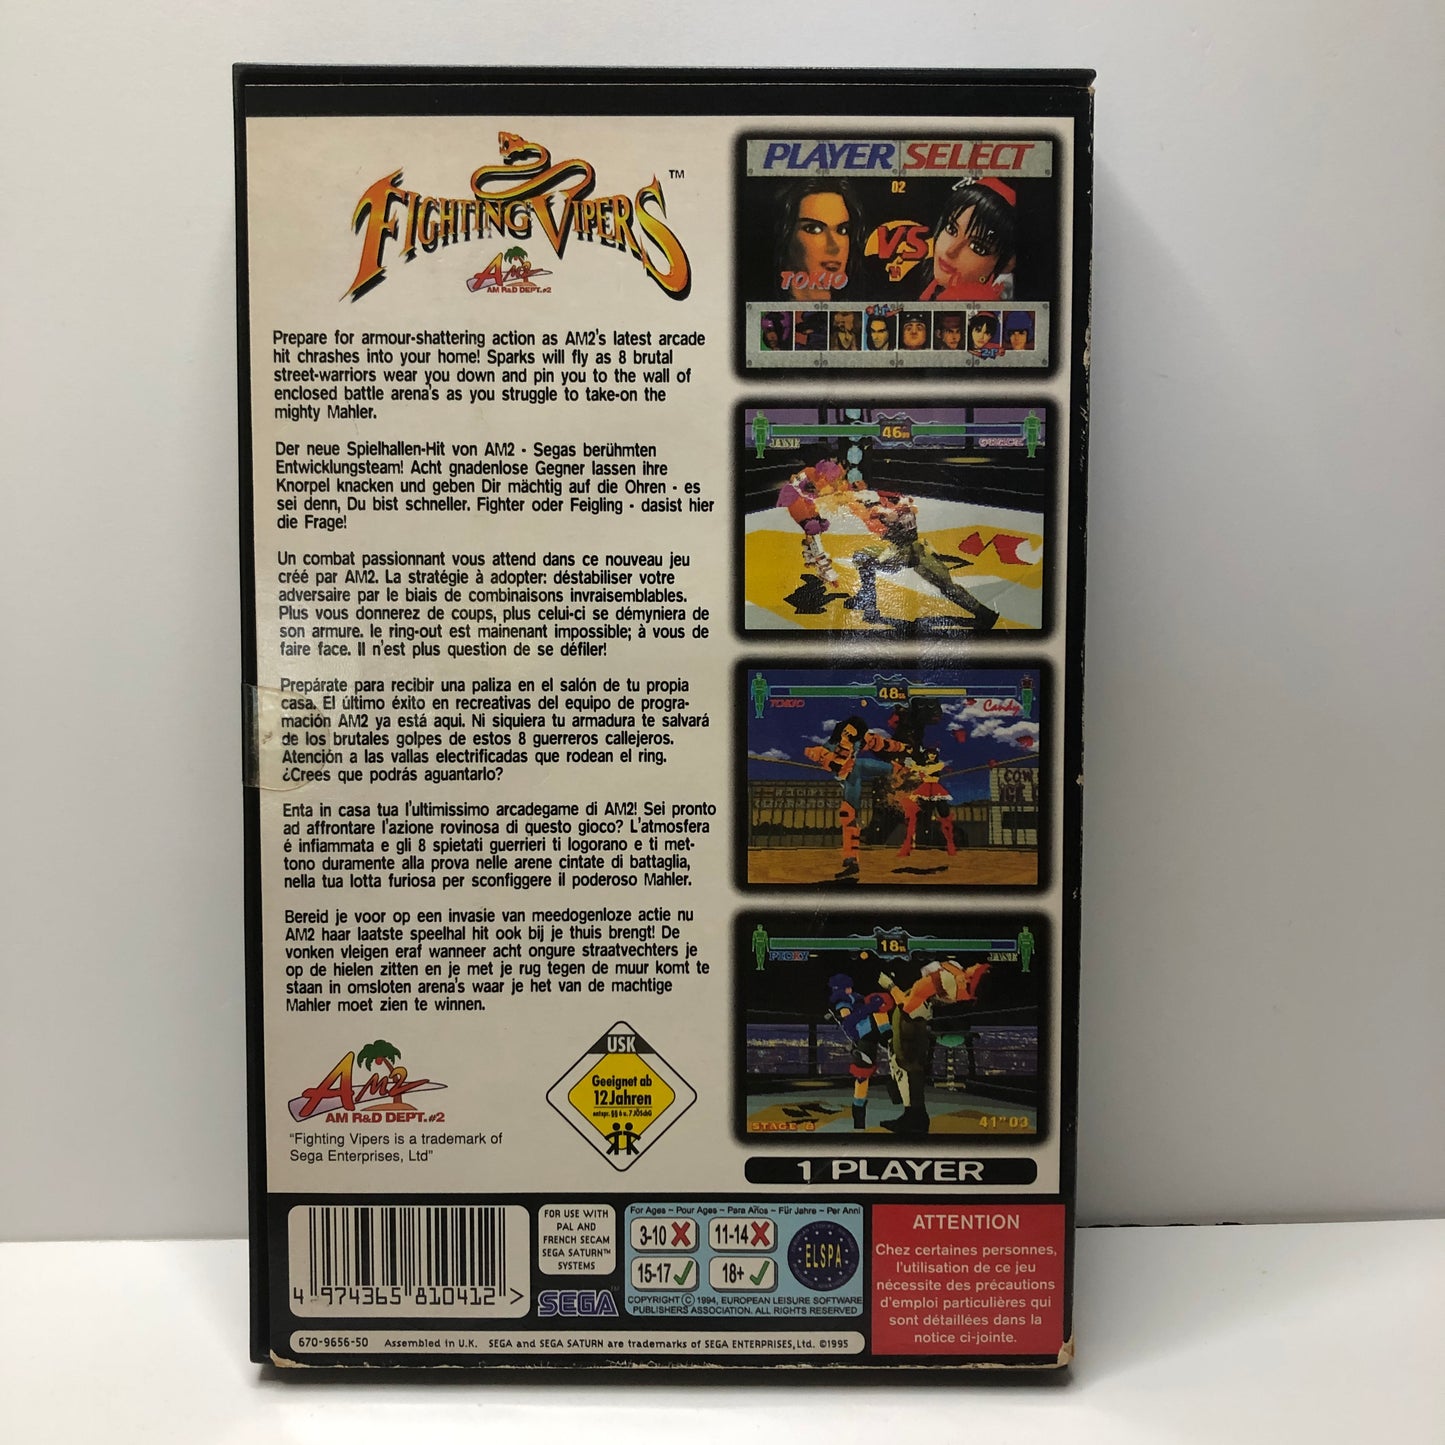 FIGHTING VIPERS™
AM2
AM R&D DEPT.#2
Prepare for armour-shattering action as AM2's latest arcade
hit chrashes into your home! Sparks will fly as 8 brutal
street-warriors wear you down and pin you to the wall of
enclosed battle arena's as you struggle to take-on the
mighty Mahler.
Der neue Spielhallen-Hit von AM2 - Segas berühmten
Entwicklungsteam! Acht gnadenlose Gegner lassen ihre
Knorpel knacken und geben Dir mächtig auf die Ohren - es
sei denn, Du bist schneller. Fighter oder Feigling - dasist hier
die Frage!
Un combat passionnant vous attend dans ce nouveau jeu
créé par AM2. La stratégie à adopter: déstabiliser votre
adversaire par le biais de combinaisons invraisemblables.
Plus vous donnerez de coups, plus celui-ci se démyniera de
son armure. le ring-out est mainenant impossible; à vous de
faire face. Il n'est plus question de se défiler!
Prepárate para recibir una paliza en el salón de tu propia
casa. El último éxito en recreativas del equipo de progra-
mación AM2 ya está aqui. Ni siquiera tu armadura te salvará
de los brutales golpes de estos 8 guerreros callejeros.
Atención a las vallas electrificadas que rodean el ring.
¿Crees que podrás aguantarlo?
Enta in casa tua l'ultimissimo arcadegame di AM2! Sei pronto
ad affrontare l'azione rovinosa di questo gioco? L'atmosfera
é infiammata e gli 8 spietati guerrieri ti logorano e ti met-
tono duramente alla prova nelle arene cintate di battaglia,
nella tua lotta furiosa per sconfiggere il poderoso Mahler.
Bereid je voor op een invasie van meedogenloze actie nu
AM2 haar laatste speelhal hit ook bij je thuis brengt! De
vonken vleigen eraf wanneer acht ongure straatvechters je
op de hielen zitten en je met je rug tegen de muur komt te
staan in omsloten arena's waar je het van de machtige
Mahler moet zien te winnen.
AM2
AM R&D DEPT.#2
"Fighting Vipers is a trademark of
Sega Enterprises, Ltd"
USK
Geeignet ab
12 Jahren
entspr. §§ 6 u. 7 JÖSchG
PLAYER SELECT
02
VS
TOKIO
1P
2P
46
JANE
48
TOKIO
Candy
COW
18
PICKY
JANE
STAGE 8
41"03
1 PLAYER
4 974365 810412 >
FOR USE WITH
PAL AND
FRENCH SECAM
SEGA SATURN™
SYSTEMS
SEGA™
For Ages ~ Pour Ages ~ Para Años ~ Für Jahre ~ Per Anni
3-10 11-14
15-17 18+
ELSPA
COPYRIGHT © 1994, EUROPEAN LEISURE SOFTWARE
PUBLISHERS ASSOCIATION. ALL RIGHTS RESERVED
ATTENTION
Chez certaines personnes,
l'utilisation de ce jeu
nécessite des précautions
d'emploi particulières qui
sont détaillées dans la
notice ci-jointe.
670-9656-50 Assembled in U.K. SEGA and SEGA SATURN are trademarks of SEGA ENTERPRISES, Ltd. ©1995